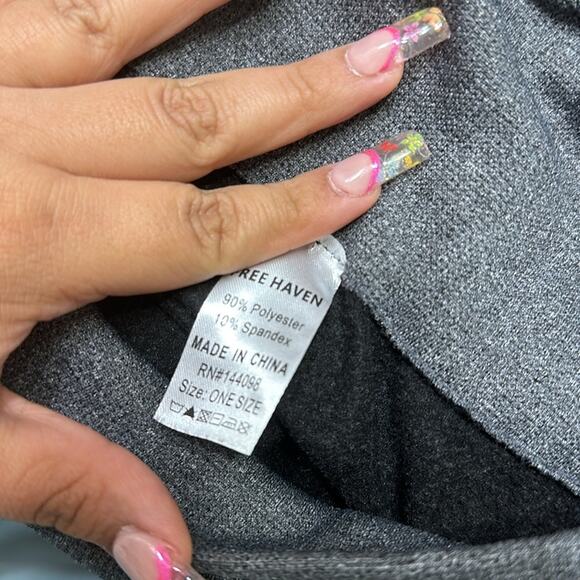 REE HAVEN
90% Polyester
10% Spandex
MADE IN CHINA
RN#144098
Size: ONE SIZE